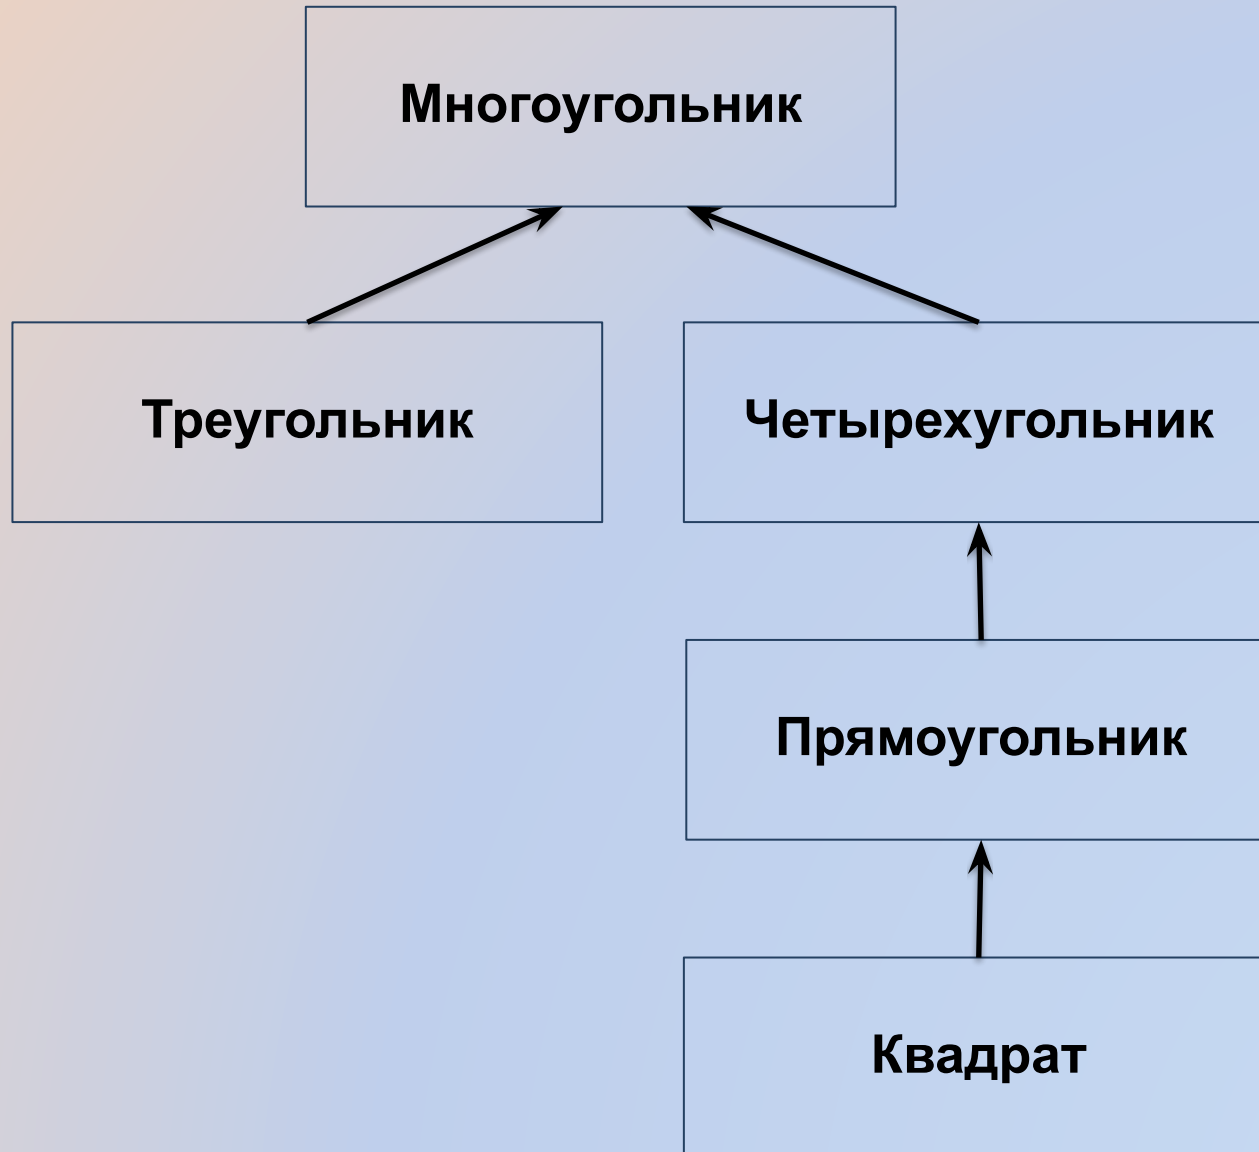 Многоугольник
Треугольник
Четырехугольник
Прямоугольник
Квадрат